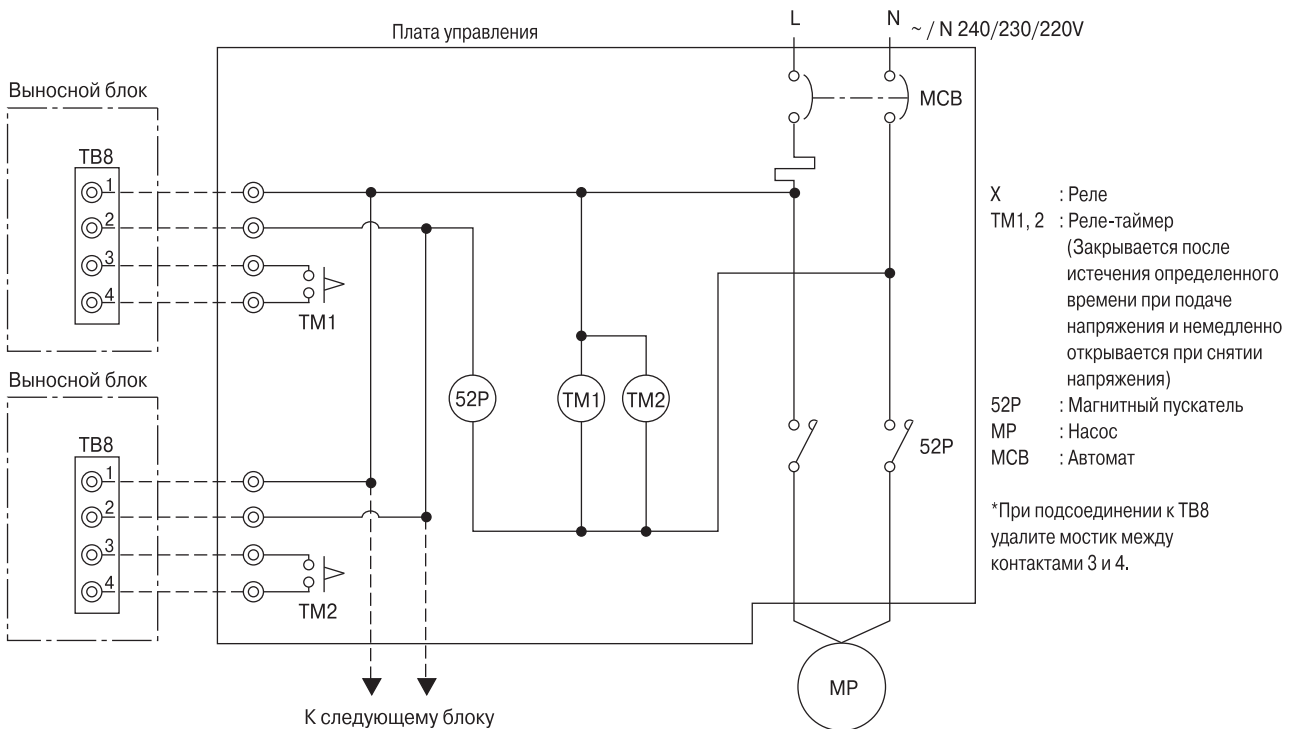 Плата управления
L
N
~ / N 240/230/220V
MCB
Выносной блок
TB8
1
2
3
4
TM1
Выносной блок
TB8
1
2
3
4
TM2
52P
TM1
TM2
52P
MP
К следующему блоку
X : Реле
TM1, 2 : Реле-таймер
(Закрывается после
истечения определенного
времени при подаче
напряжения и немедленно
открывается при снятии
напряжения)
52P : Магнитный пускатель
MP : Насос
MCB : Автомат
*При подсоединении к TB8
удалите мостик между
контактами 3 и 4.